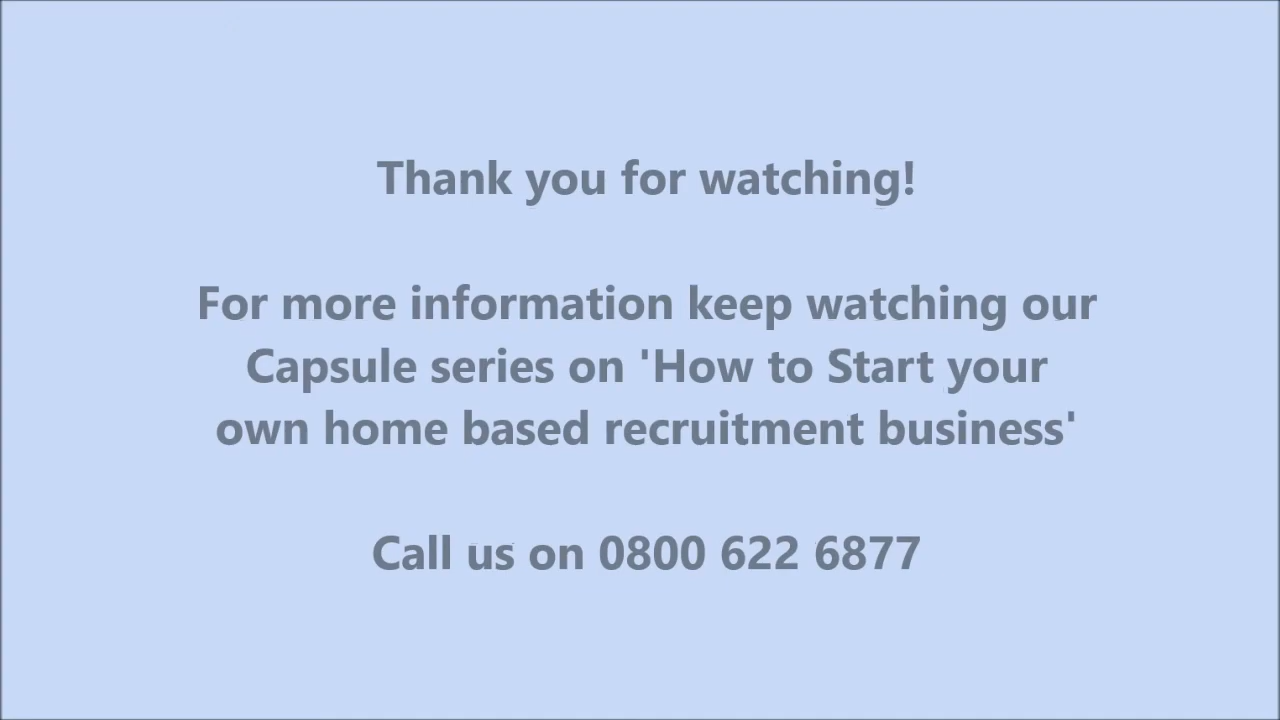 Thank you for watching!
For more information keep watching our
Capsule series on 'How to Start your
own home based recruitment business'
Call us on 0800 622 6877